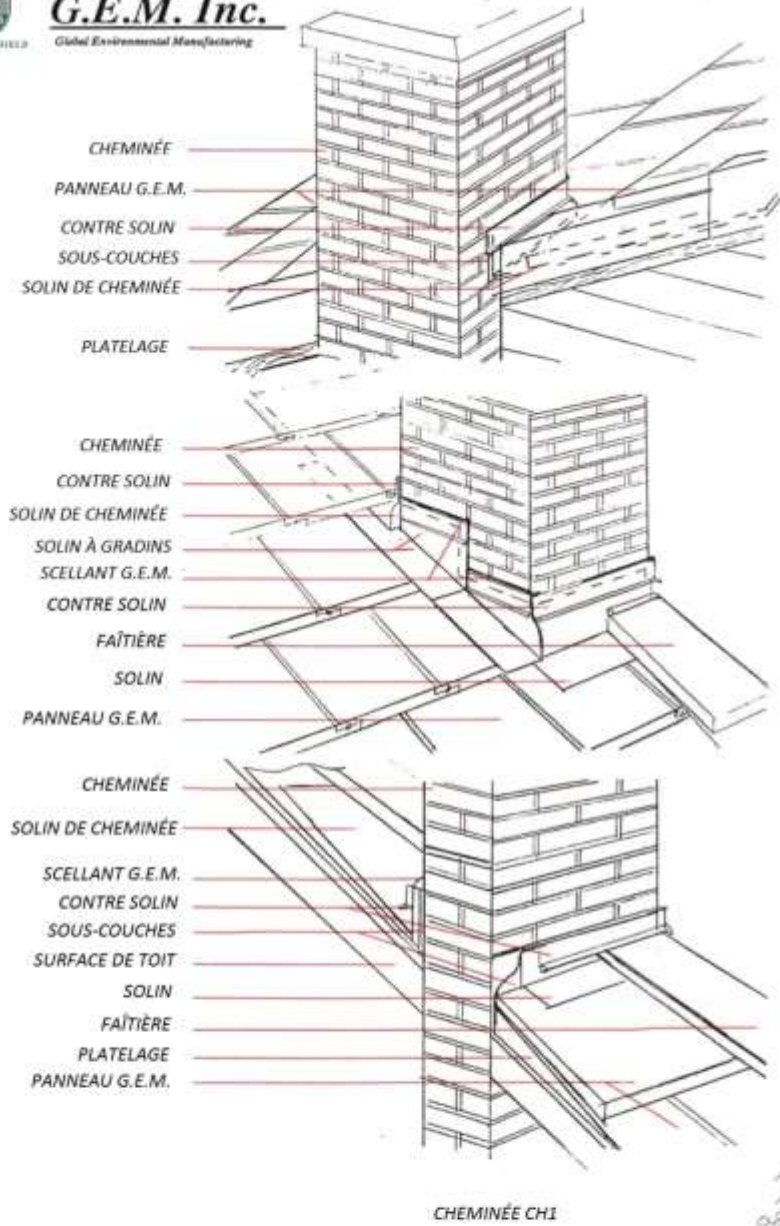 G.E.M. Inc.
Global Environmental Manufacturing
CHEMINÉE
PANNEAU G.E.M.
CONTRE SOLIN
SOUS-COUCHES
SOLIN DE CHEMINÉE
PLATELAGE
CHEMINÉE
CONTRE SOLIN
SOLIN DE CHEMINÉE
SOLIN À GRADINS
SCELLANT G.E.M.
CONTRE SOLIN
FAÎTIÈRE
SOLIN
PANNEAU G.E.M.
CHEMINÉE
SOLIN DE CHEMINÉE
SCELLANT G.E.M.
CONTRE SOLIN
SOUS-COUCHES
SURFACE DE TOIT
SOLIN
FAÎTIÈRE
PLATELAGE
PANNEAU G.E.M.
CHEMINÉE CH1